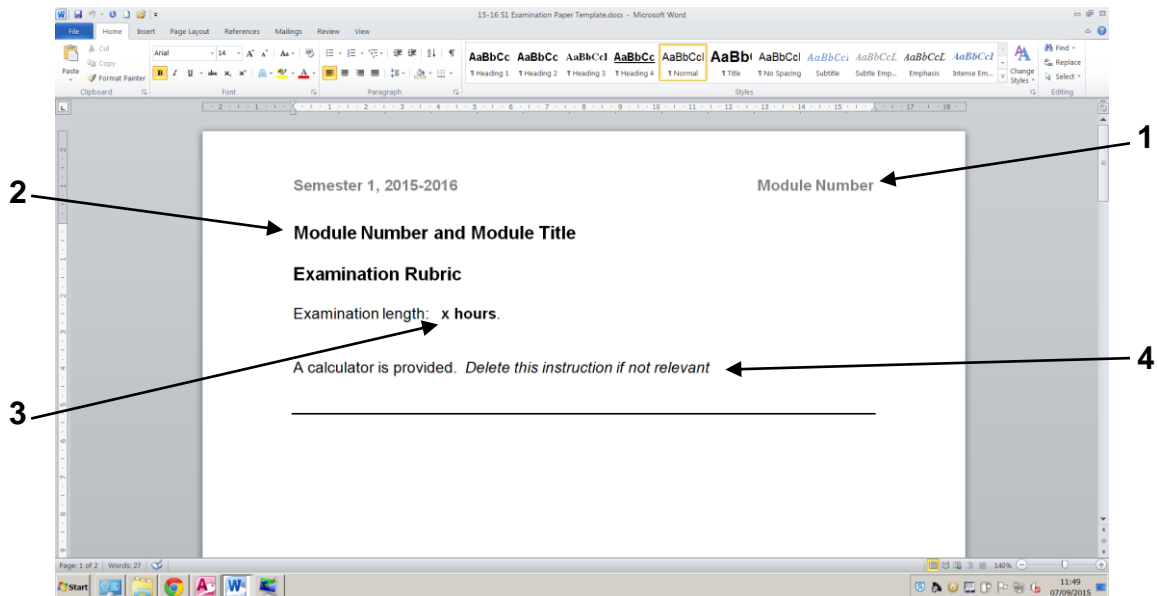 15-16 S1 Examination Paper Template.docx - Microsoft Word
File Home Insert Page Layout References Mailings Review View
Cut
Copy
Format Painter
Paste
Arial 14
AaBbCc AaBbCc AaBbCcI AaBbCc AaBbCcI AaBb( AaBbCcI AaBbCcI AaBbCcL AaBbCcL AaBbCcI
Heading 1 Heading 2 Heading 3 Heading 4 Normal Title No Spacing Subtitle Subtle Emp... Emphasis Intense Em...
Change Styles
Find
Replace
Select
Clipboard Font Paragraph Styles Editing
1
Semester 1, 2015-2016 Module Number
2
Module Number and Module Title
Examination Rubric
Examination length: x hours.
A calculator is provided. Delete this instruction if not relevant
4
3
Page: 1 of 2 Words: 27 140%
Start
11:49
07/09/2015